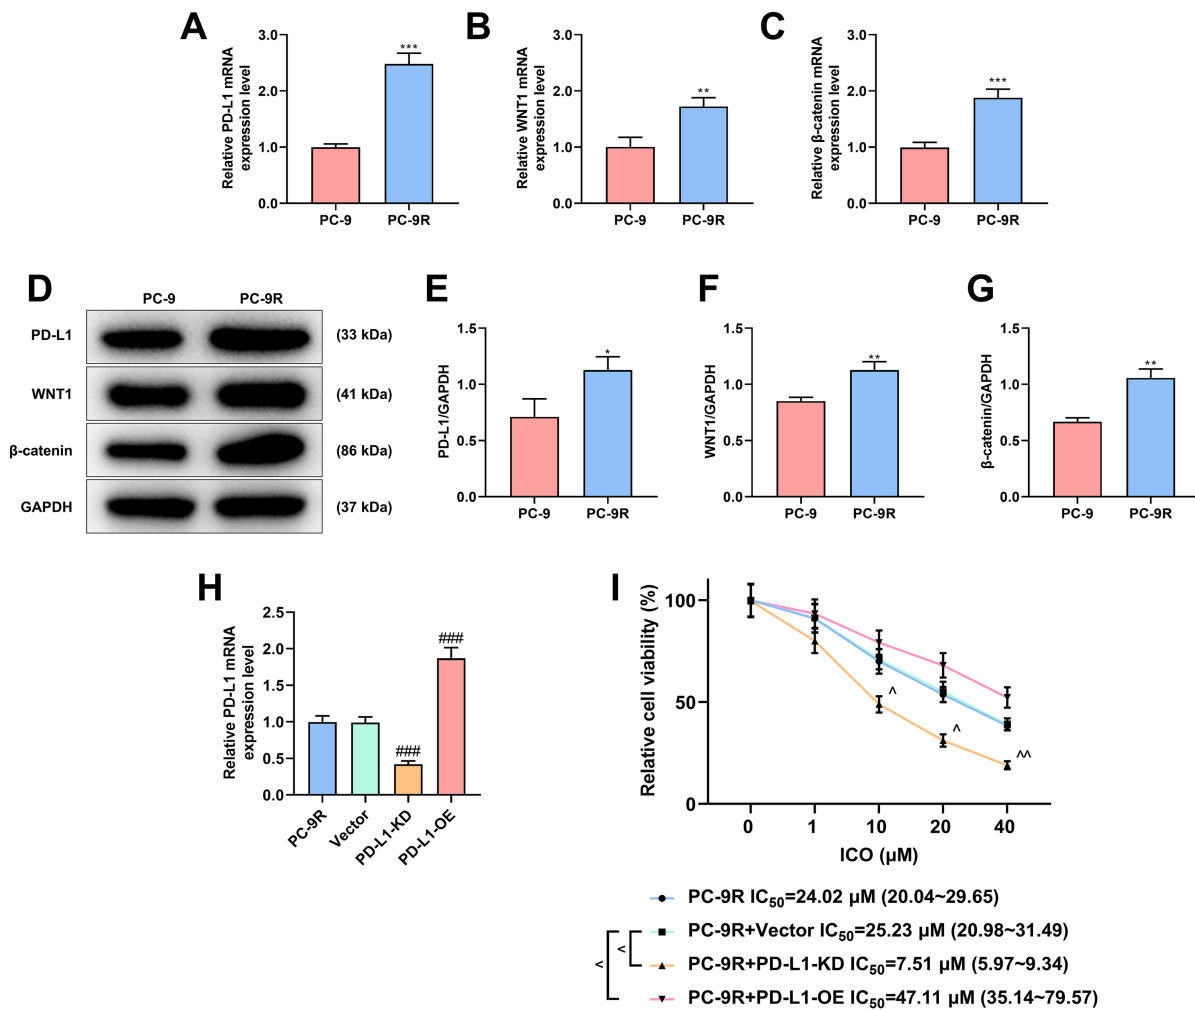 A
Relative PD-L1 mRNA
expression level
3.0
2.0
1.0
0.0
***
PC-9
PC-9R
B
Relative WNT1 mRNA
expression level
3.0
2.0
1.0
0.0
**
PC-9
PC-9R
C
Relative β-catenin mRNA
expression level
3.0
2.0
1.0
0.0
***
PC-9
PC-9R
D
PC-9
PC-9R
PD-L1
(33 kDa)
WNT1
(41 kDa)
β-catenin
(86 kDa)
GAPDH
(37 kDa)
E
PD-L1/GAPDH
1.5
1.0
0.5
0.0
*
PC-9
PC-9R
F
WNT1/GAPDH
1.5
1.0
0.5
0.0
**
PC-9
PC-9R
G
β-catenin/GAPDH
1.5
1.0
0.5
0.0
**
PC-9
PC-9R
H
Relative PD-L1 mRNA
expression level
2.5
2.0
1.5
1.0
0.5
0.0
###
###
PC-9R
Vector
PD-L1-KD
PD-L1-OE
I
Relative cell viability (%)
100
50
0
^
^
^^
0
1
10
20
40
ICO (μM)
PC-9R IC50=24.02 μM (20.04~29.65)
PC-9R+Vector IC50=25.23 μM (20.98~31.49)
PC-9R+PD-L1-KD IC50=7.51 μM (5.97~9.34)
PC-9R+PD-L1-OE IC50=47.11 μM (35.14~79.57)
^
^